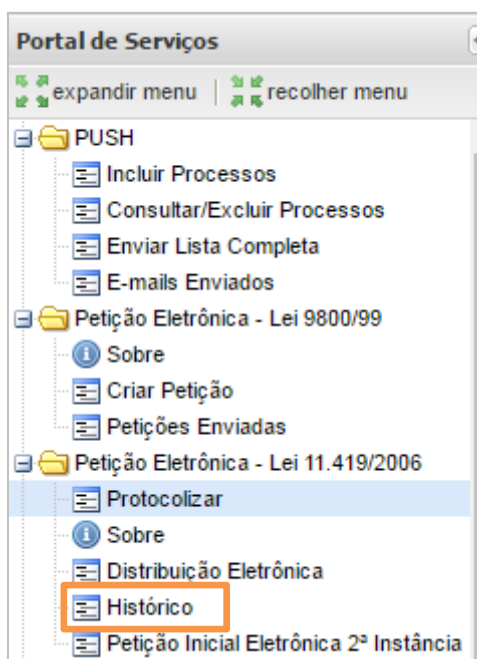 Portal de Serviços
expandir menu | recolher menu
PUSH
Incluir Processos
Consultar/Excluir Processos
Enviar Lista Completa
E-mails Enviados
Petição Eletrônica - Lei 9800/99
Sobre
Criar Petição
Petições Enviadas
Petição Eletrônica - Lei 11.419/2006
Protocolizar
Sobre
Distribuição Eletrônica
Histórico
Petição Inicial Eletrônica 2ª Instância